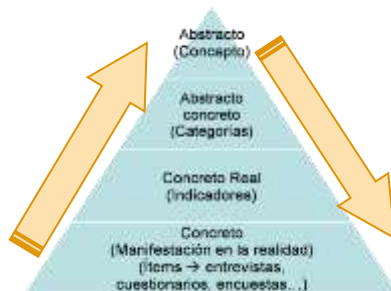 Abstracto
(Concepto)
Abstracto
concreto
(Categorías)
Concreto Real
(Indicadores)
Concreto
(Manifestación en la realidad)
(Ítems → entrevistas,
cuestionarios, encuestas...)